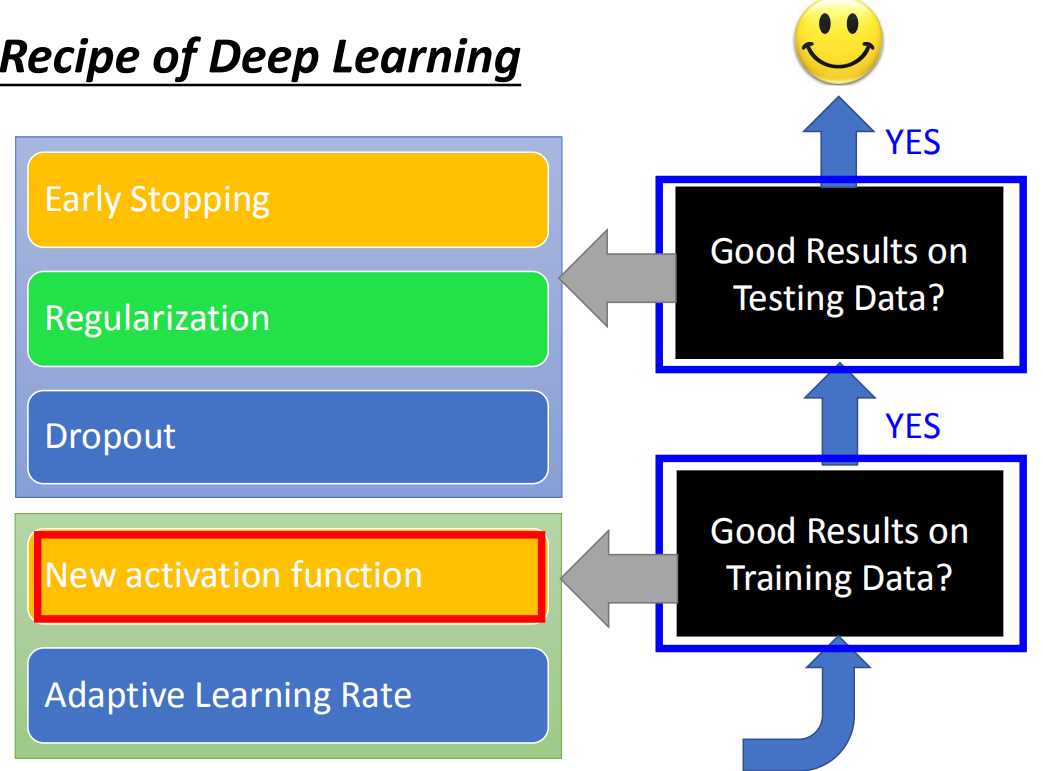 Recipe of Deep Learning
YES
Early Stopping
Good Results on
Testing Data?
Regularization
Dropout
YES
New activation function
Good Results on
Training Data?
Adaptive Learning Rate